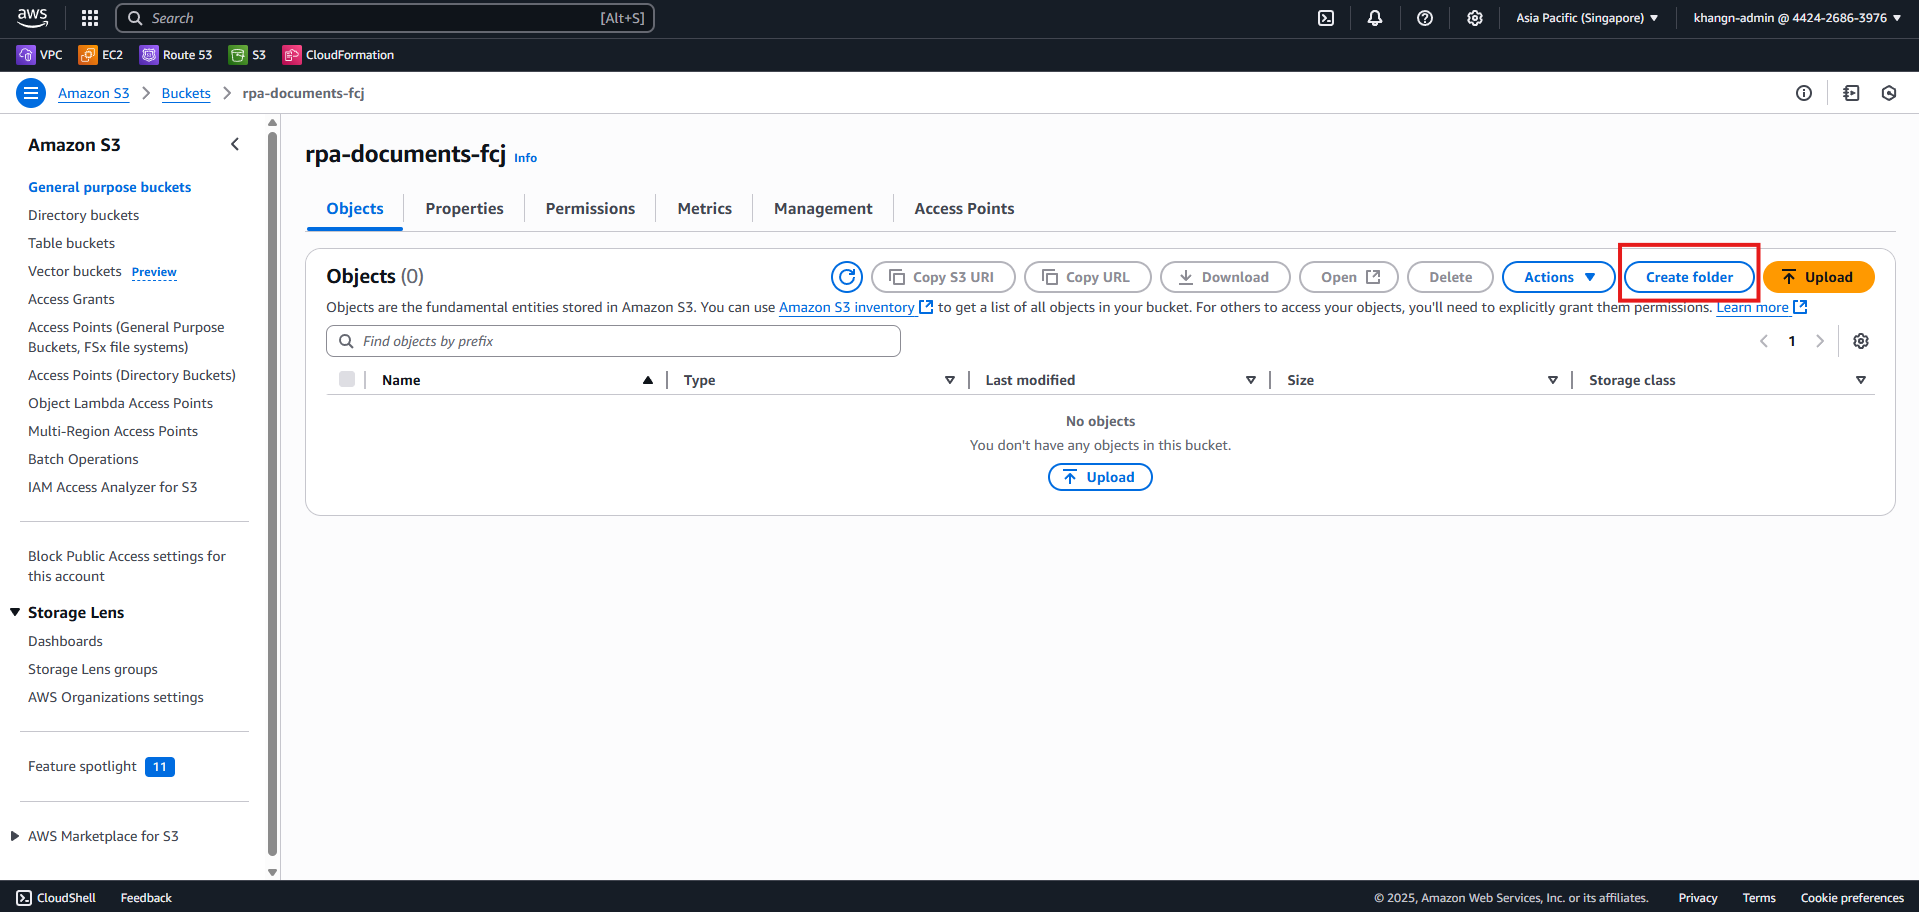 aws
Search [Alt+S]
Asia Pacific (Singapore)
khangn-admin @ 4424-2686-3976
VPC
EC2
Route 53
S3
CloudFormation
Amazon S3
Buckets
rpa-documents-fcj
Amazon S3
General purpose buckets
Directory buckets
Table buckets
Vector buckets Preview
Access Grants
Access Points (General Purpose
Buckets, FSx file systems)
Access Points (Directory Buckets)
Object Lambda Access Points
Multi-Region Access Points
Batch Operations
IAM Access Analyzer for S3
Block Public Access settings for
this account
Storage Lens
Dashboards
Storage Lens groups
AWS Organizations settings
Feature spotlight 11
AWS Marketplace for S3
rpa-documents-fcj Info
Objects
Properties
Permissions
Metrics
Management
Access Points
Objects (0)
Copy S3 URI
Copy URL
Download
Open
Delete
Actions
Create folder
Upload
Objects are the fundamental entities stored in Amazon S3. You can use Amazon S3 inventory to get a list of all objects in your bucket. For others to access your objects, you'll need to explicitly grant them permissions. Learn more
Find objects by prefix
1
Name
Type
Last modified
Size
Storage class
No objects
You don't have any objects in this bucket.
Upload
CloudShell
Feedback
© 2025, Amazon Web Services, Inc. or its affiliates.
Privacy
Terms
Cookie preferences